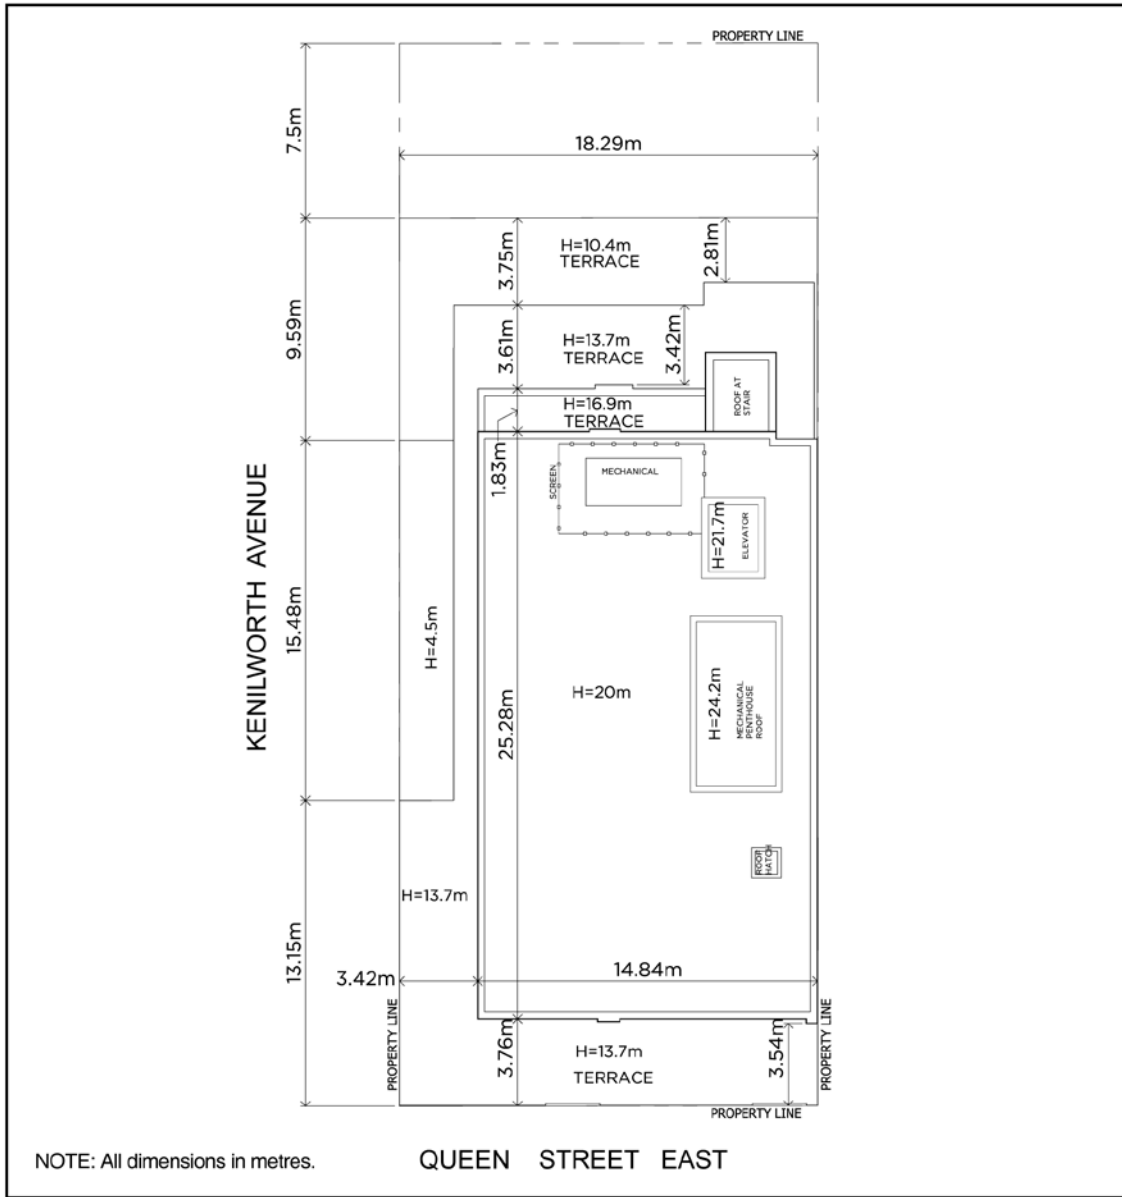 PROPERTY LINE
7.5m
18.29m
3.75m
H=10.4m
TERRACE
2.81m
9.59m
3.61m
H=13.7m
TERRACE
3.42m
H=16.9m
TERRACE
ROOF AT
STAIR
1.83m
SCREEN
MECHANICAL
H=21.7m
ELEVATOR
KENILWORTH AVENUE
15.48m
H=4.5m
25.28m
H=20m
H=24.2m
MECHANICAL
PENTHOUSE
ROOF
ROOF
HATCH
H=13.7m
13.15m
3.42m
14.84m
PROPERTY LINE
3.76m
H=13.7m
TERRACE
3.54m
PROPERTY LINE
PROPERTY LINE
NOTE: All dimensions in metres.
QUEEN STREET EAST